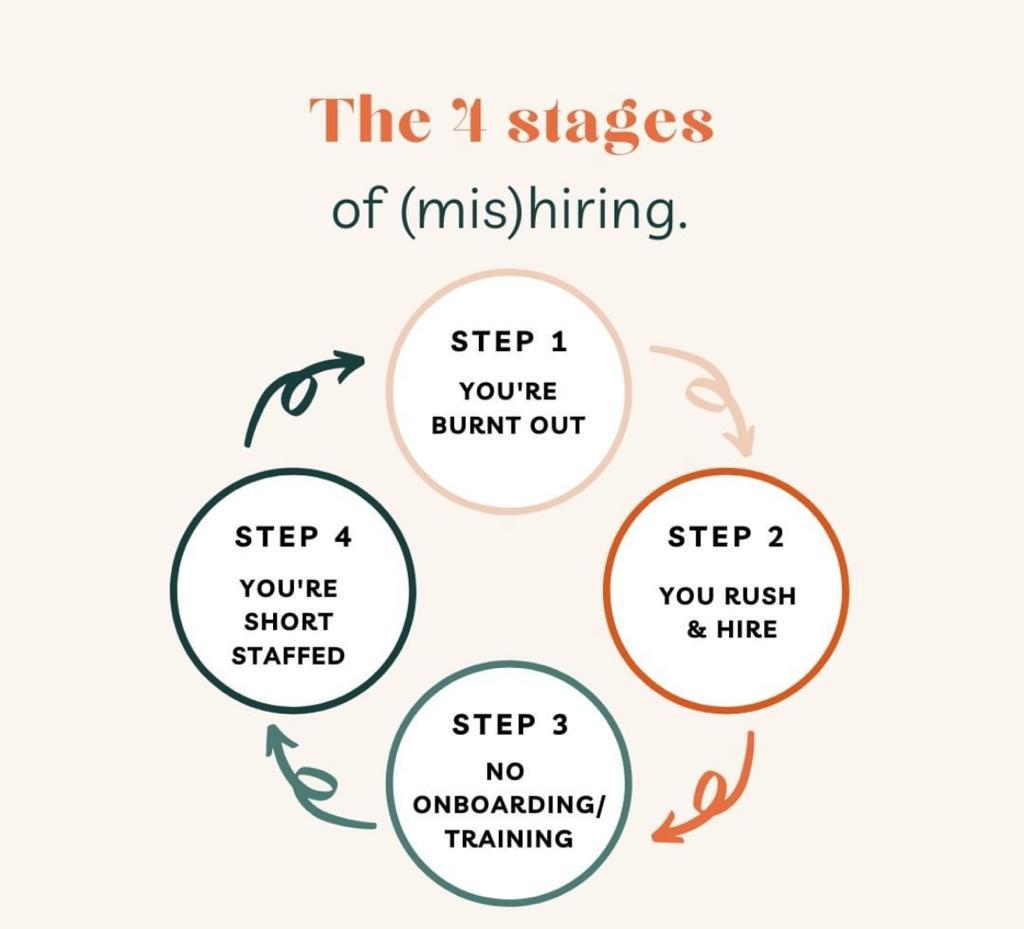 The 4 stages
of (mis)hiring.
STEP 1
YOU'RE
BURNT OUT
STEP 2
YOU RUSH
& HIRE
STEP 3
NO
ONBOARDING/
TRAINING
STEP 4
YOU'RE
SHORT
STAFFED